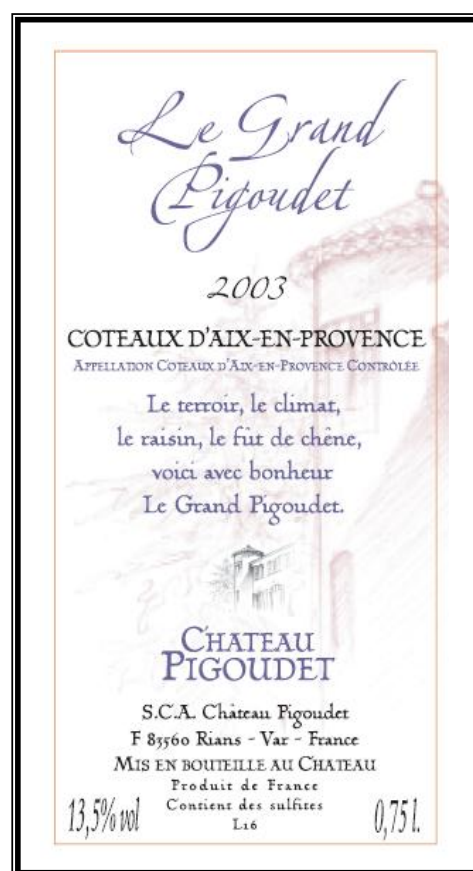 Le Grand
Pigoudet
2003
COTEAUX D'AIX-EN-PROVENCE
APPELLATION COTEAUX D'AIX-EN-PROVENCE CONTRÔLÉE
Le terroir, le climat,
le raisin, le fût de chêne,
voici avec bonheur
Le Grand Pigoudet.
CHATEAU
PIGOUDET
S.C.A. Château Pigoudet
F 83560 Rians - Var - France
MIS EN BOUTEILLE AU CHATEAU
Produit de France
Contient des sulfites
13,5% vol L16 0,75 l.